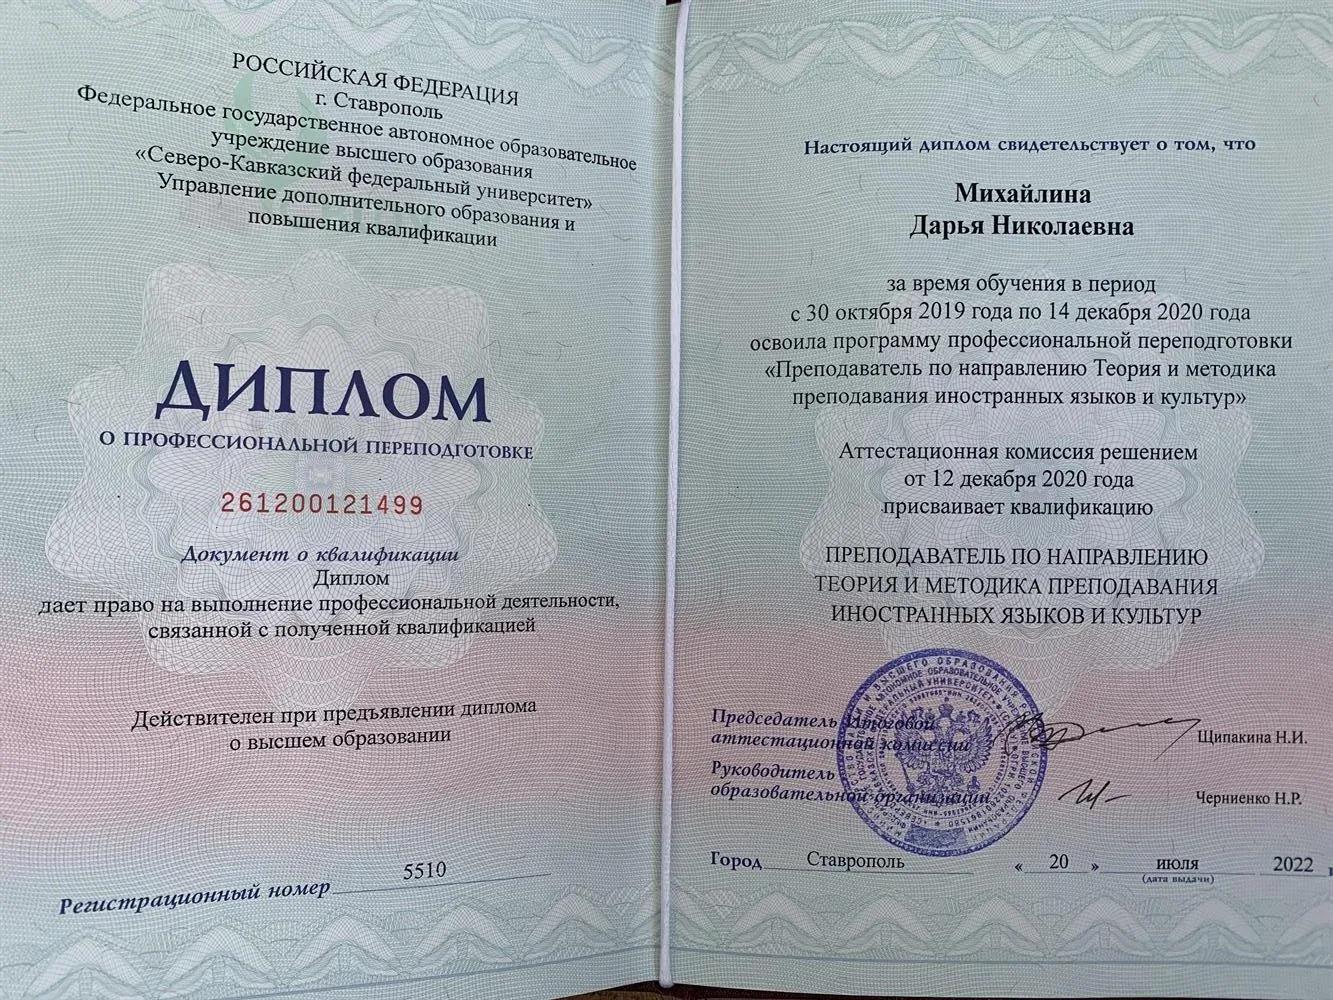 РОССИЙСКАЯ ФЕДЕРАЦИЯ
г. Ставрополь
Федеральное государственное автономное образовательное
учреждение высшего образования
«Северо-Кавказский федеральный университет»
Управление дополнительного образования и
повышения квалификации
ДИПЛОМ
О ПРОФЕССИОНАЛЬНОЙ ПЕРЕПОДГОТОВКЕ
261200121499
Документ о квалификации
Диплом
дает право на выполнение профессиональной деятельности,
связанной с полученной квалификацией
Действителен при предъявлении диплома
о высшем образовании
Регистрационный номер 5510
Настоящий диплом свидетельствует о том, что
Михайлина
Дарья Николаевна
за время обучения в период
с 30 октября 2019 года по 14 декабря 2020 года
освоила программу профессиональной переподготовки
«Преподаватель по направлению Теория и методика
преподавания иностранных языков и культур»
Аттестационная комиссия решением
от 12 декабря 2020 года
присваивает квалификацию
ПРЕПОДАВАТЕЛЬ ПО НАПРАВЛЕНИЮ
ТЕОРИЯ И МЕТОДИКА ПРЕПОДАВАНИЯ
ИНОСТРАННЫХ ЯЗЫКОВ И КУЛЬТУР
Председатель Итоговой
аттестационной комиссии
Щипакина Н.И.
Руководитель
образовательной организации
Черниенко Н.Р.
Город Ставрополь « 20 » июля 2022
(дата выдачи)